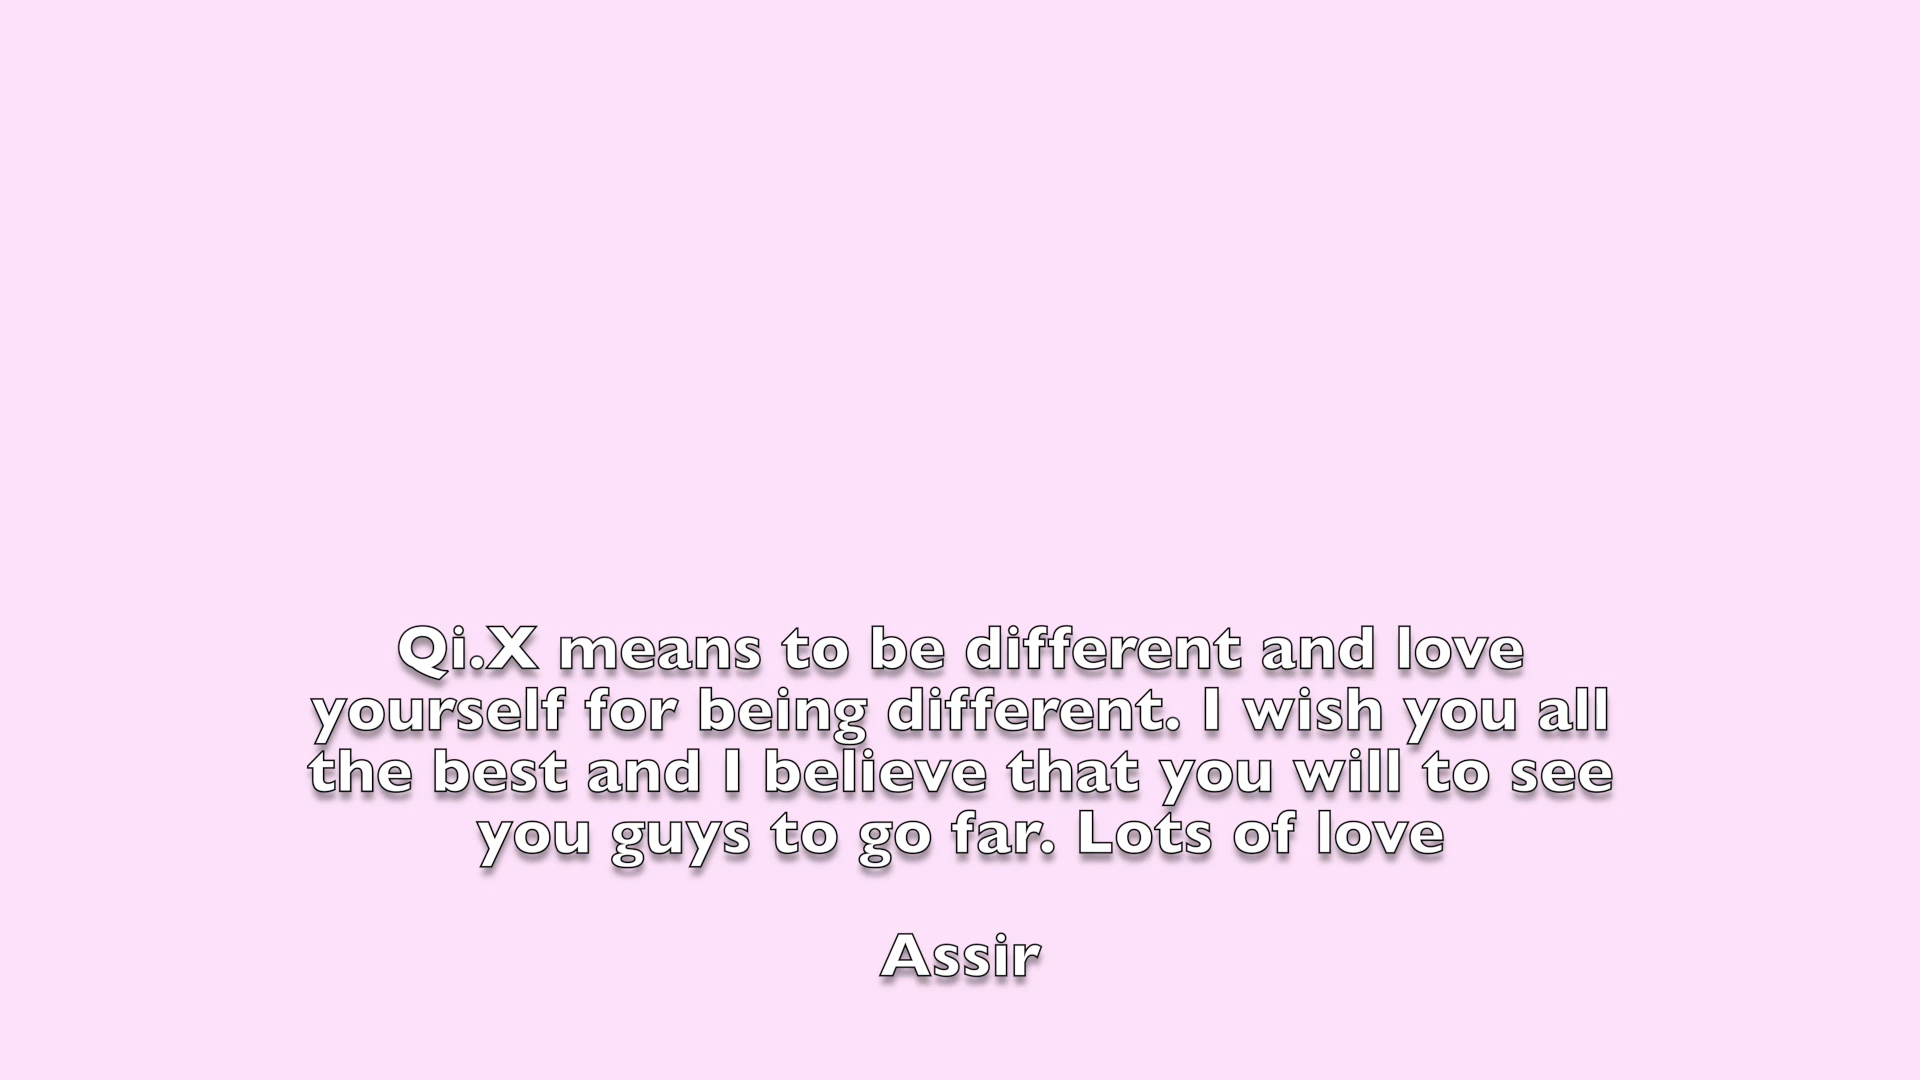 Qi.X means to be different and love
yourself for being different. I wish you all
the best and I believe that you will to see
you guys to go far. Lots of love
Assir